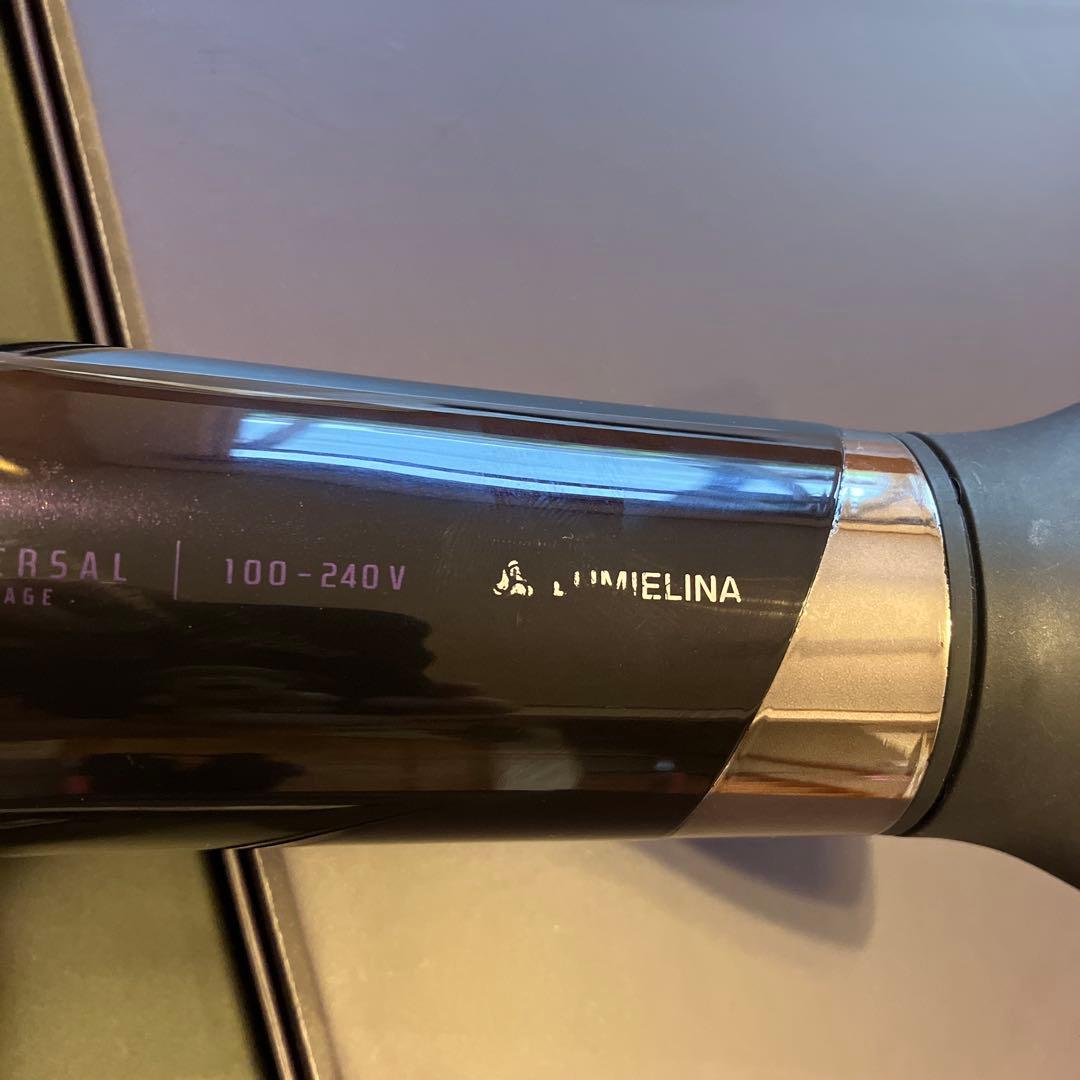 ERSAL | 100-240V
AGE
LUMIELINA